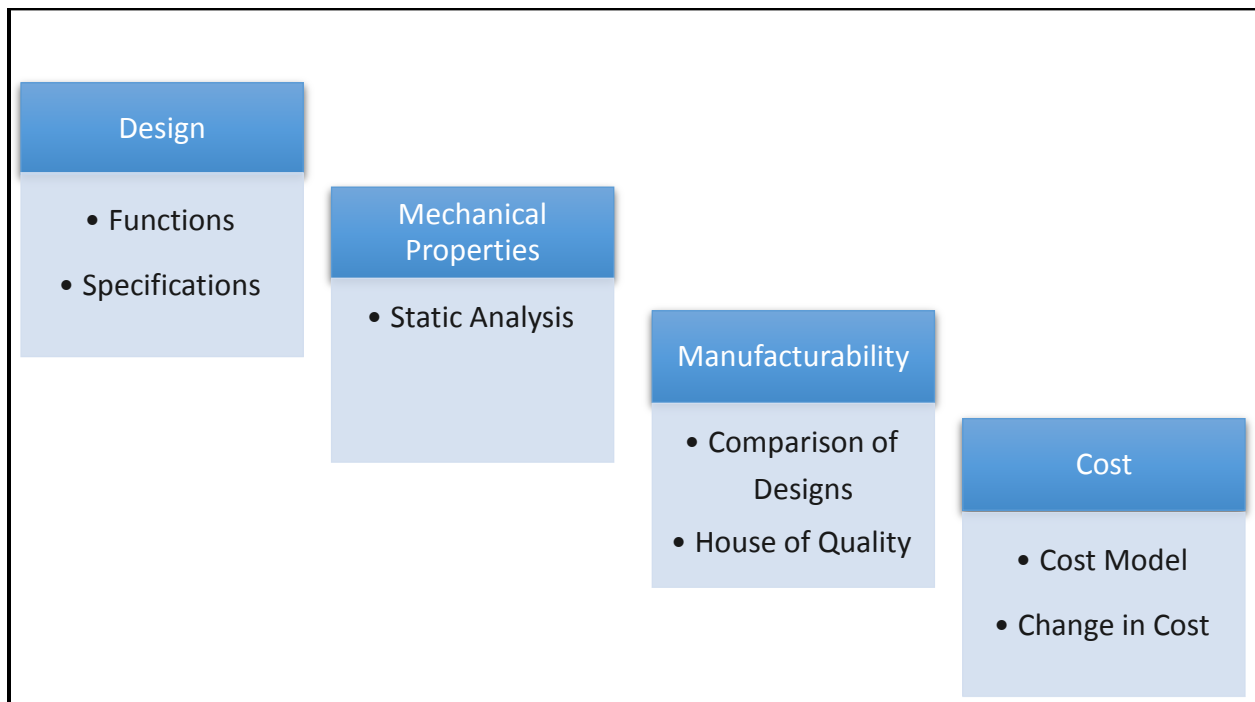 Design
• Functions
• Specifications
Mechanical
Properties
• Static Analysis
Manufacturability
• Comparison of
Designs
• House of Quality
Cost
• Cost Model
• Change in Cost